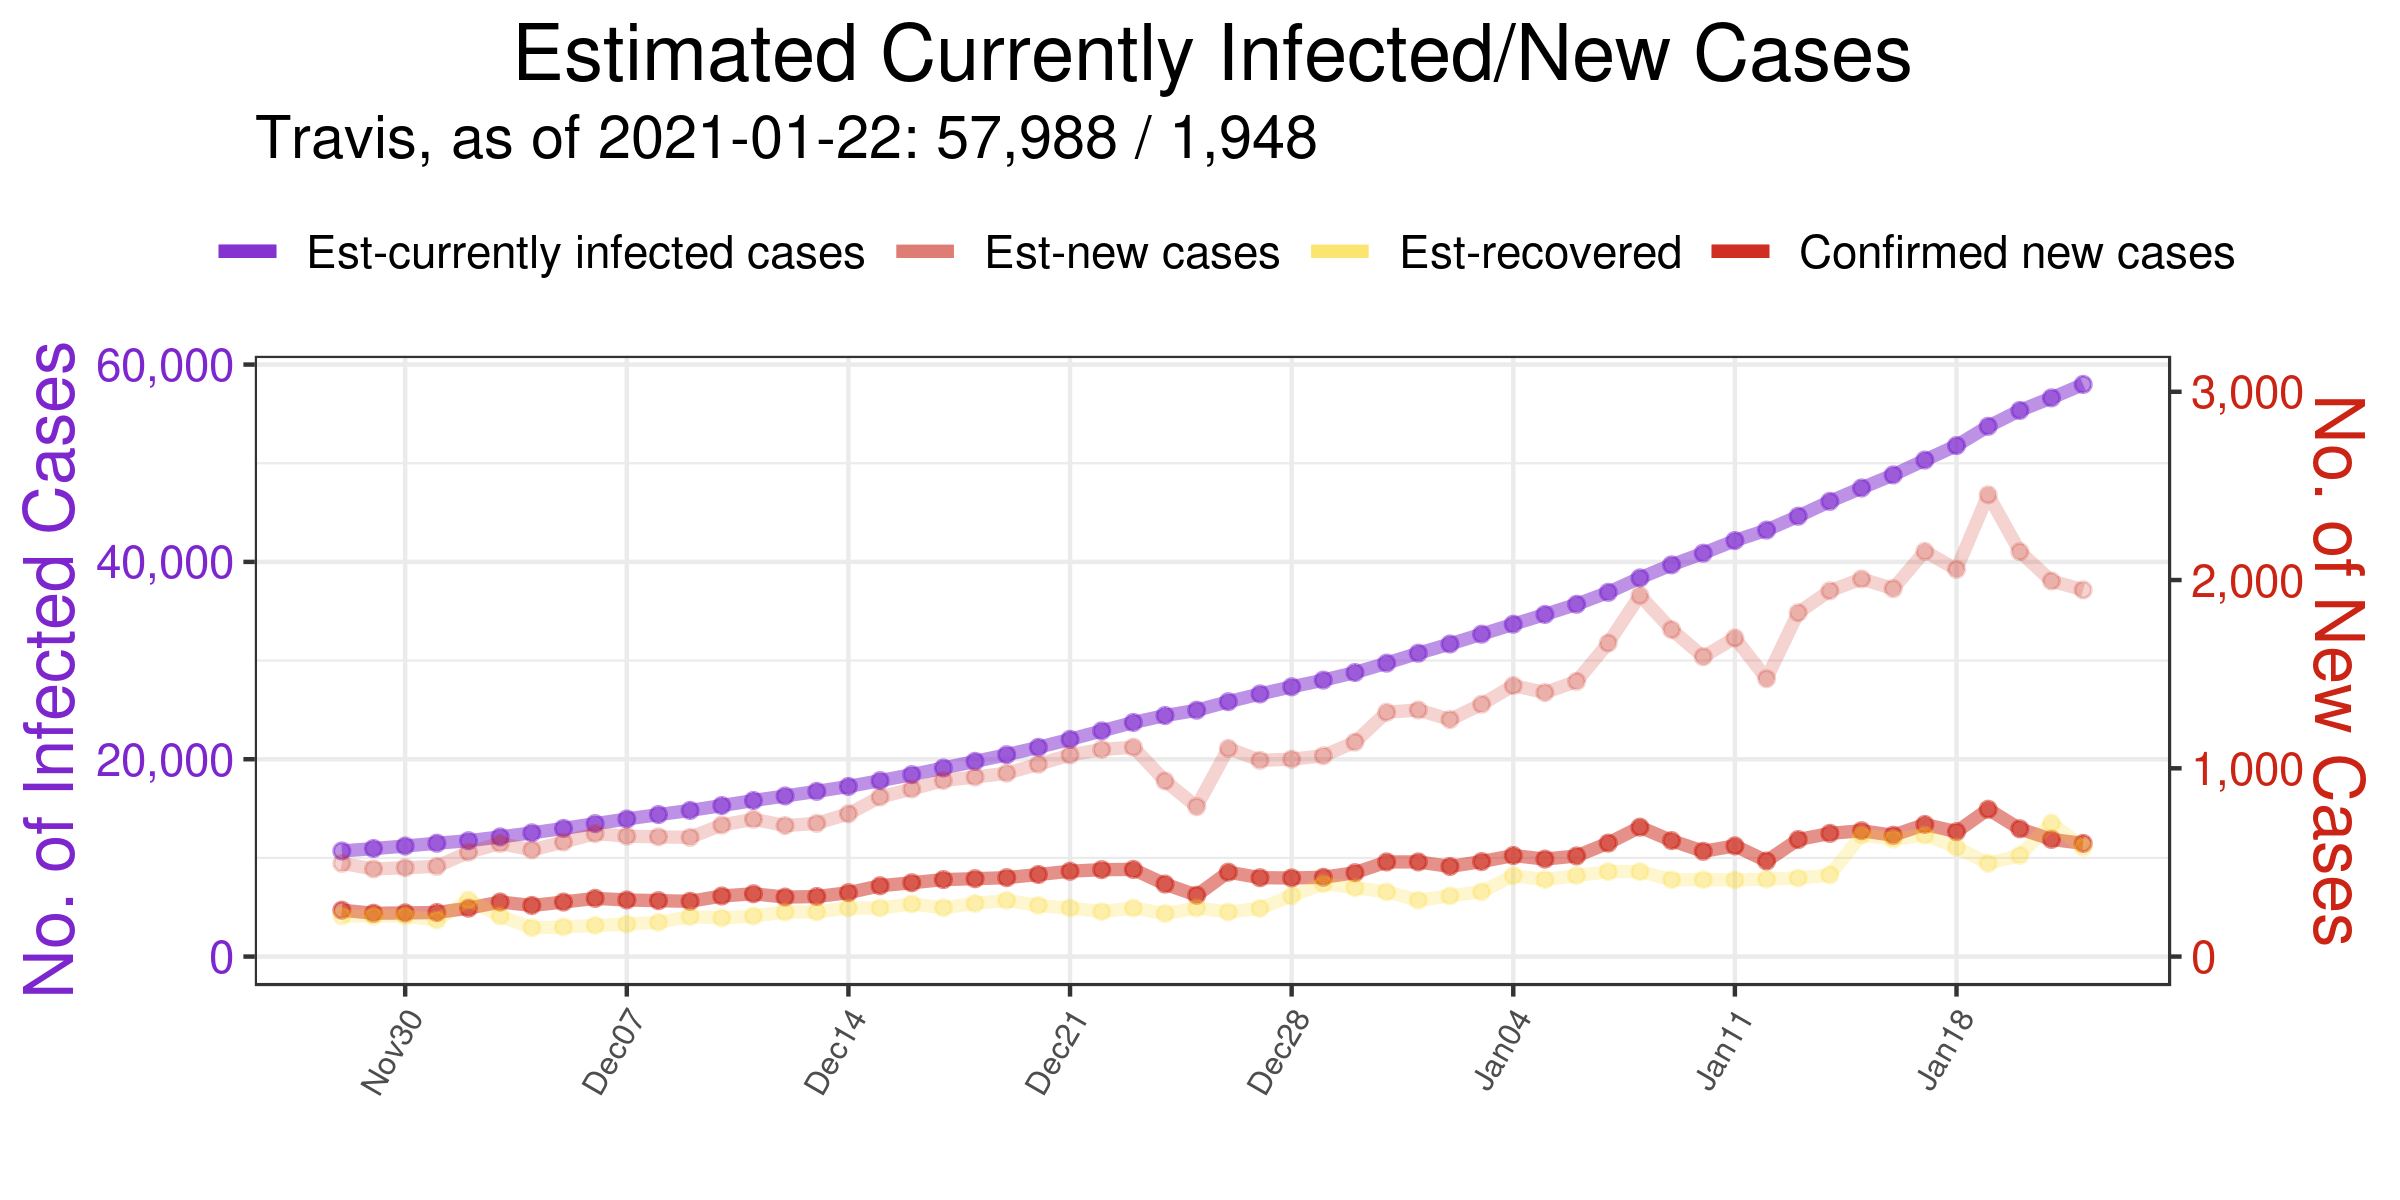 Estimated Currently Infected/New Cases
Travis, as of 2021-01-22: 57,988 / 1,948
Est-currently infected cases
Est-new cases
Est-recovered
Confirmed new cases
No. of Infected Cases
60,000
40,000
20,000
0
3,000
2,000
1,000
0
No. of New Cases
Nov30
Dec07
Dec14
Dec21
Dec28
Jan04
Jan11
Jan18